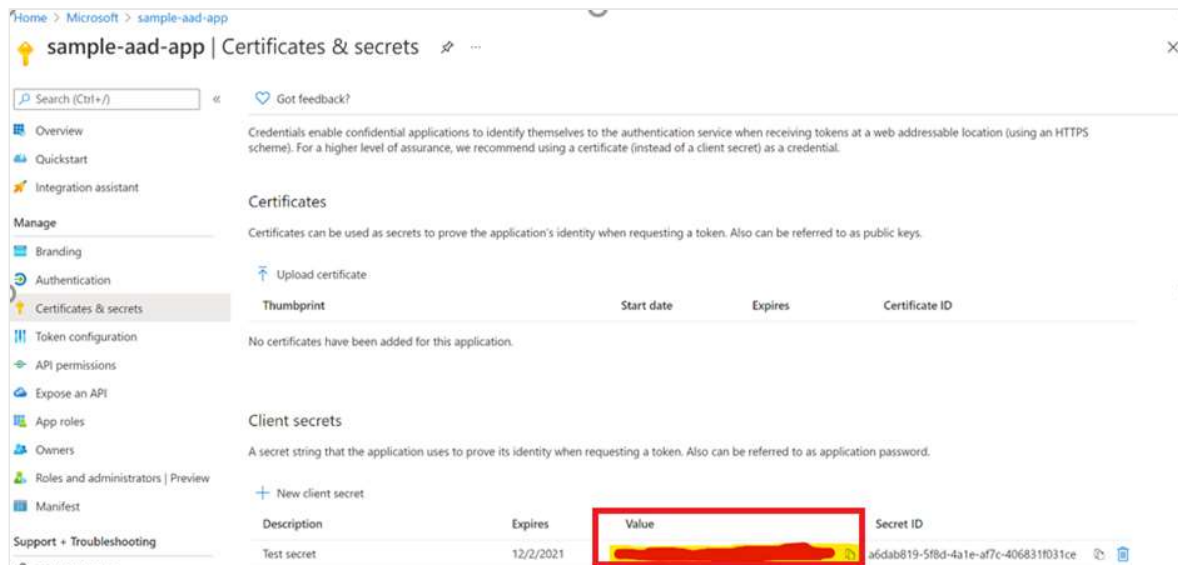 Home > Microsoft > sample-aad-app
sample-aad-app | Certificates & secrets
Search (Ctrl+/)
Got feedback?
Overview
Quickstart
Integration assistant
Manage
Branding
Authentication
Certificates & secrets
Token configuration
API permissions
Expose an API
App roles
Owners
Roles and administrators | Preview
Manifest
Support + Troubleshooting
Credentials enable confidential applications to identify themselves to the authentication service when receiving tokens at a web addressable location (using an HTTPS
scheme). For a higher level of assurance, we recommend using a certificate (instead of a client secret) as a credential.
Certificates
Certificates can be used as secrets to prove the application's identity when requesting a token. Also can be referred to as public keys.
Upload certificate
Thumbprint Start date Expires Certificate ID
No certificates have been added for this application.
Client secrets
A secret string that the application uses to prove its identity when requesting a token. Also can be referred to as application password.
New client secret
Description Expires Value Secret ID
Test secret 12/2/2021 a6dab819-5f8d-4a1e-af7c-406831f031ce